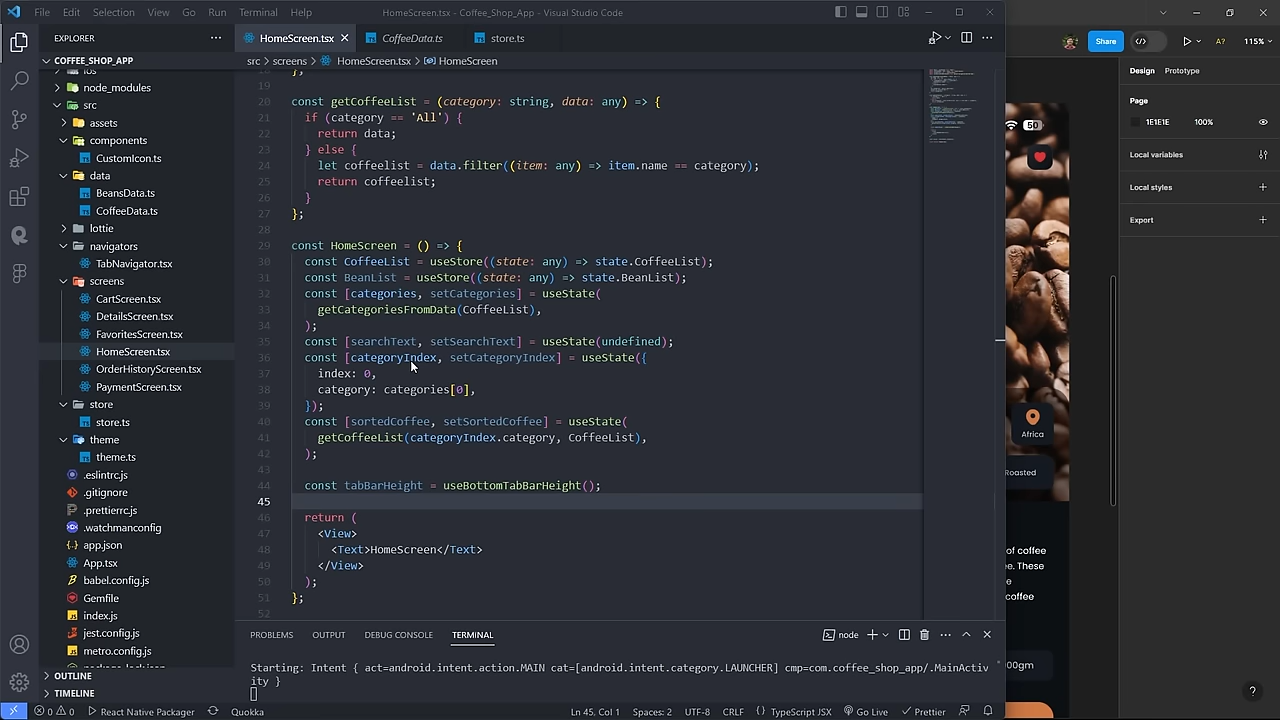 File Edit Selection View Go Run Terminal Help
HomeScreen.tsx - Coffee_Shop_App - Visual Studio Code
EXPLORER
COFFEE_SHOP_APP
ios
node_modules
src
assets
components
CustomIcon.ts
data
BeansData.ts
CoffeeData.ts
lottie
navigators
TabNavigator.tsx
screens
CartScreen.tsx
DetailsScreen.tsx
FavoritesScreen.tsx
HomeScreen.tsx
OrderHistoryScreen.tsx
PaymentScreen.tsx
store
store.ts
theme
theme.ts
.eslintrc.js
.gitignore
.prettierrc.js
.watchmanconfig
app.json
App.tsx
babel.config.js
Gemfile
index.js
jest.config.js
metro.config.js
package-lock.json
OUTLINE
TIMELINE
HomeScreen.tsx CoffeeData.ts store.ts
src > screens > HomeScreen.tsx > HomeScreen
18 };
19
20 const getCoffeeList = (category: string, data: any) => {
21 if (category == 'All') {
22 return data;
23 } else {
24 let coffeelist = data.filter((item: any) => item.name == category);
25 return coffeelist;
26 }
27 };
28
29 const HomeScreen = () => {
30 const CoffeeList = useStore((state: any) => state.CoffeeList);
31 const BeanList = useStore((state: any) => state.BeanList);
32 const [categories, setCategories] = useState(
33 getCategoriesFromData(CoffeeList),
34 );
35 const [searchText, setSearchText] = useState(undefined);
36 const [categoryIndex, setCategoryIndex] = useState({
37 index: 0,
38 category: categories[0],
39 });
40 const [sortedCoffee, setSortedCoffee] = useState(
41 getCoffeeList(categoryIndex.category, CoffeeList),
42 );
43
44 const tabBarHeight = useBottomTabBarHeight();
45
46 return (
47 <View>
48 <Text>HomeScreen</Text>
49 </View>
50 );
51 };
52
PROBLEMS OUTPUT DEBUG CONSOLE TERMINAL
node
Starting: Intent { act=android.intent.action.MAIN cat=[android.intent.category.LAUNCHER] cmp=com.coffee_shop_app/.MainActiv
ity }
0 0 React Native Packager Quokka Ln 45, Col 1 Spaces: 2 UTF-8 CRLF {} TypeScript JSX Go Live Prettier
Share </> A? 115%
Design Prototype
Page
1E1E1E 100%
Local variables
Local styles
Export
50
Africa
Roasted
of coffee
e. These
e
coffee
00gm
?